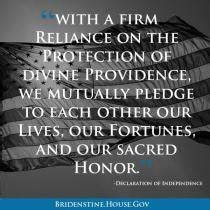 “with a firm
Reliance on the
Protection of
divine Providence,
we mutually pledge
to each other our
Lives, our Fortunes,
and our sacred
Honor.”
-Declaration of Independence
Bridenstine.House.Gov